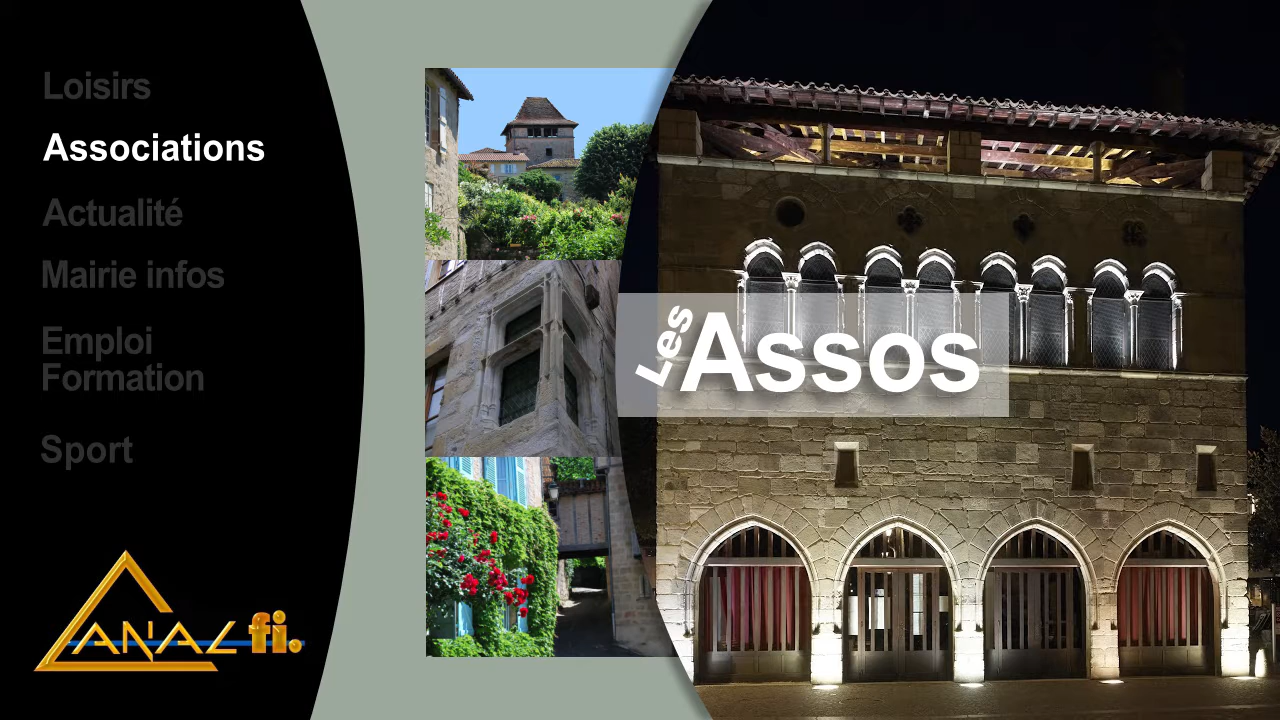 Loisirs
Associations
Actualité
Mairie infos
Emploi
Formation
Sport
CANAL fi.
Les
Assos